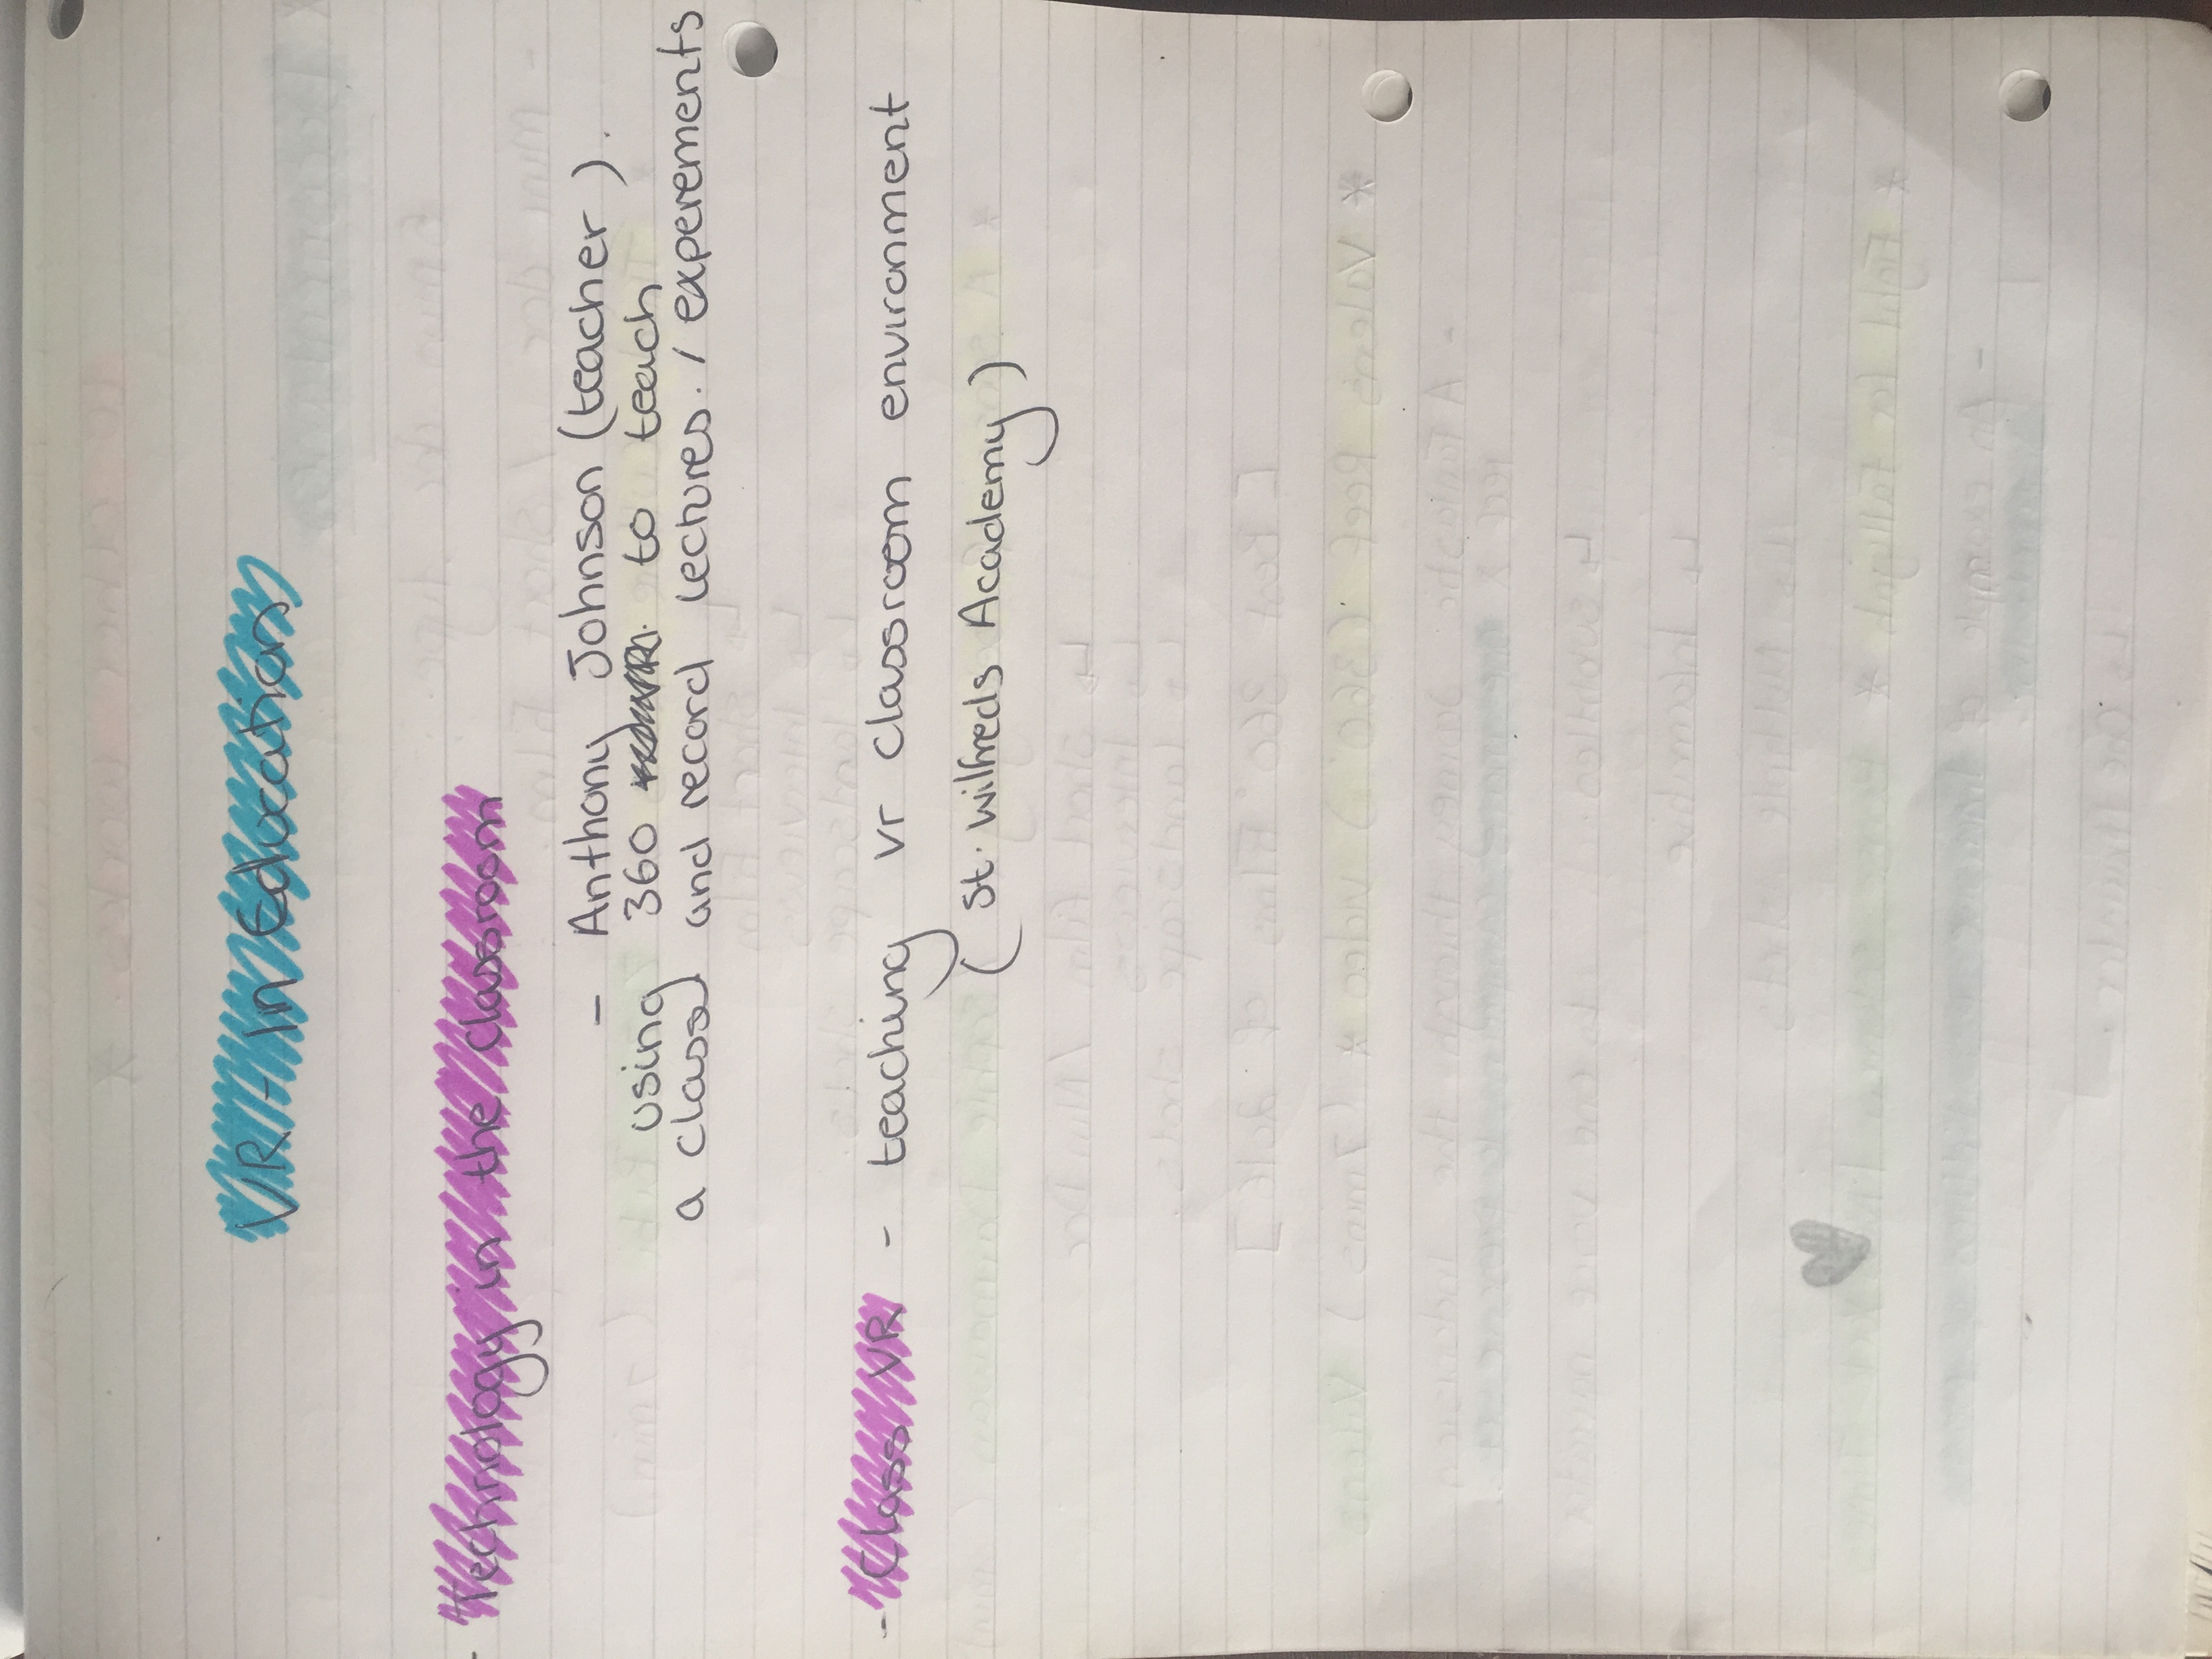 VR - In Education
- Technology in the Classroom
- Anthony Johnson (teacher).
using 360 to teach
a class and record lectures. / experements
- Class VR - teaching vr classroom environment
( St. Wilfreds Academy )